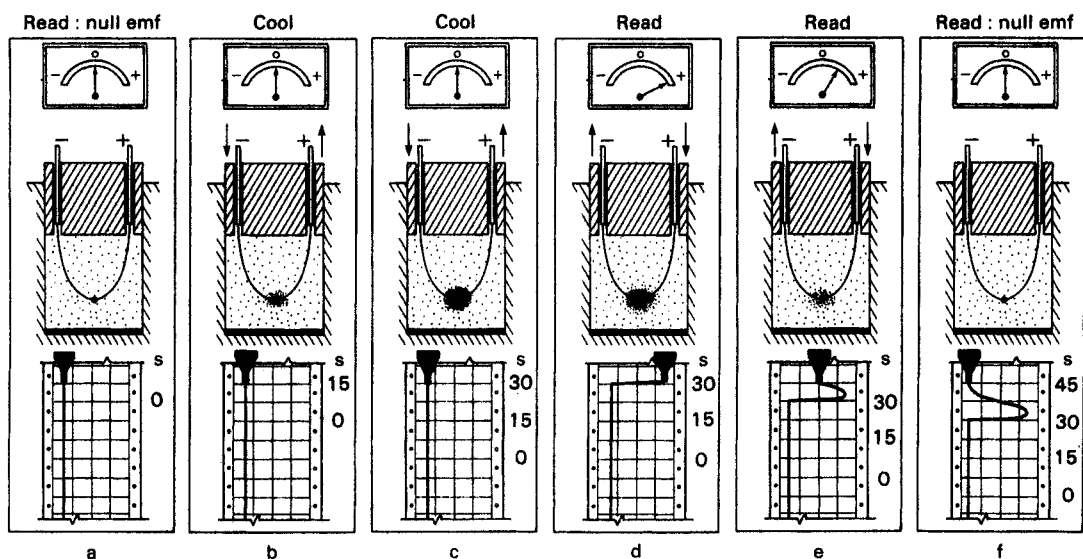 Read : null emf
Cool
Cool
Read
Read
Read : null emf
- O +
- O +
- O +
- O +
- O +
- O +
- +
- +
- +
- +
- +
- +
s
0
s
15
0
s
30
15
0
s
30
15
0
s
30
15
0
s
45
30
15
0
a
b
c
d
e
f